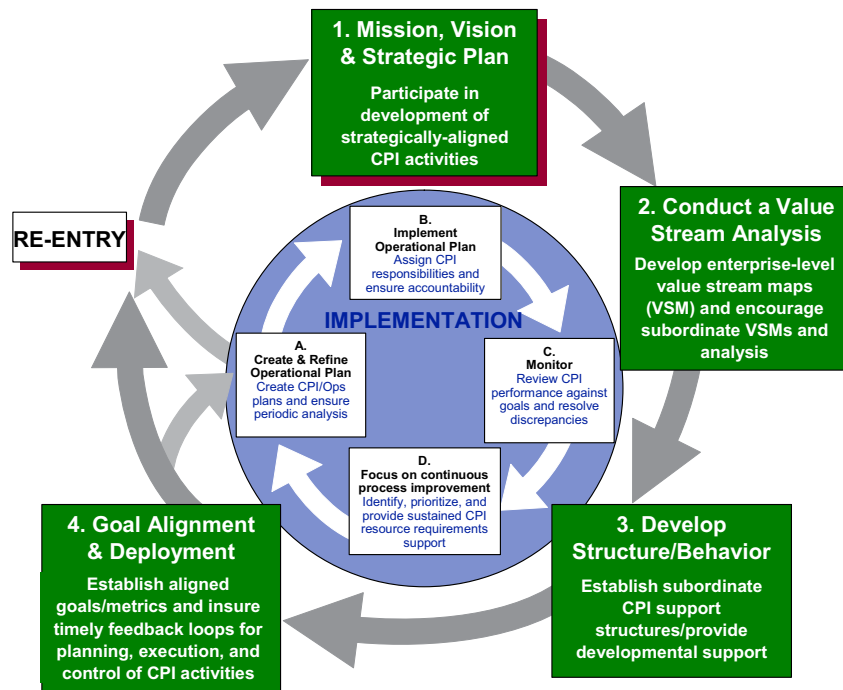 1. Mission, Vision
& Strategic Plan
Participate in
development of
strategically-aligned
CPI activities
2. Conduct a Value
Stream Analysis
Develop enterprise-level
value stream maps
(VSM) and encourage
subordinate VSMs and
analysis
3. Develop
Structure/Behavior
Establish subordinate
CPI support
structures/provide
developmental support
4. Goal Alignment
& Deployment
Establish aligned
goals/metrics and insure
timely feedback loops for
planning, execution, and
control of CPI activities
RE-ENTRY
IMPLEMENTATION
A.
Create & Refine
Operational Plan
Create CPI/Ops
plans and ensure
periodic analysis
B.
Implement
Operational Plan
Assign CPI
responsibilities and
ensure accountability
C.
Monitor
Review CPI
performance against
goals and resolve
discrepancies
D.
Focus on continuous
process improvement
Identify, prioritize, and
provide sustained CPI
resource requirements
support